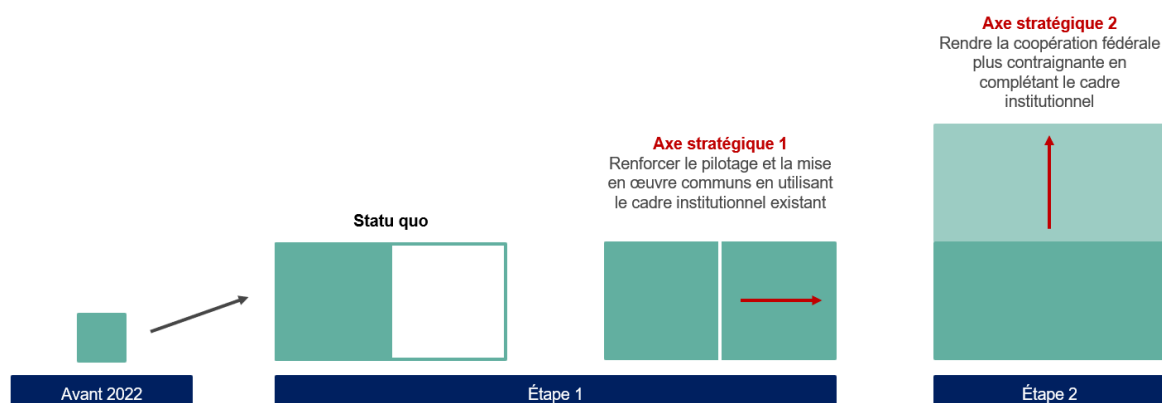 Axe stratégique 2
Rendre la coopération fédérale
plus contraignante en
complétant le cadre
institutionnel
Axe stratégique 1
Renforcer le pilotage et la mise
en œuvre communs en utilisant
le cadre institutionnel existant
Statu quo
Avant 2022
Étape 1
Étape 2